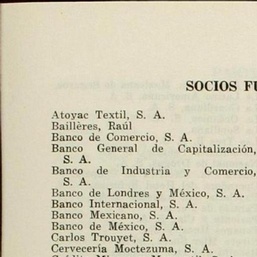 SOCIOS FU
Atoyac Textil, S. A.
Baillères, Raúl
Banco de Comercio, S. A.
Banco General de Capitalización,
S. A.
Banco de Industria y Comercio,
S. A.
Banco de Londres y México, S. A.
Banco Internacional, S. A.
Banco Mexicano, S. A.
Banco de México, S. A.
Carlos Trouyet, S. A.
Cervecería Moctezuma, S. A.